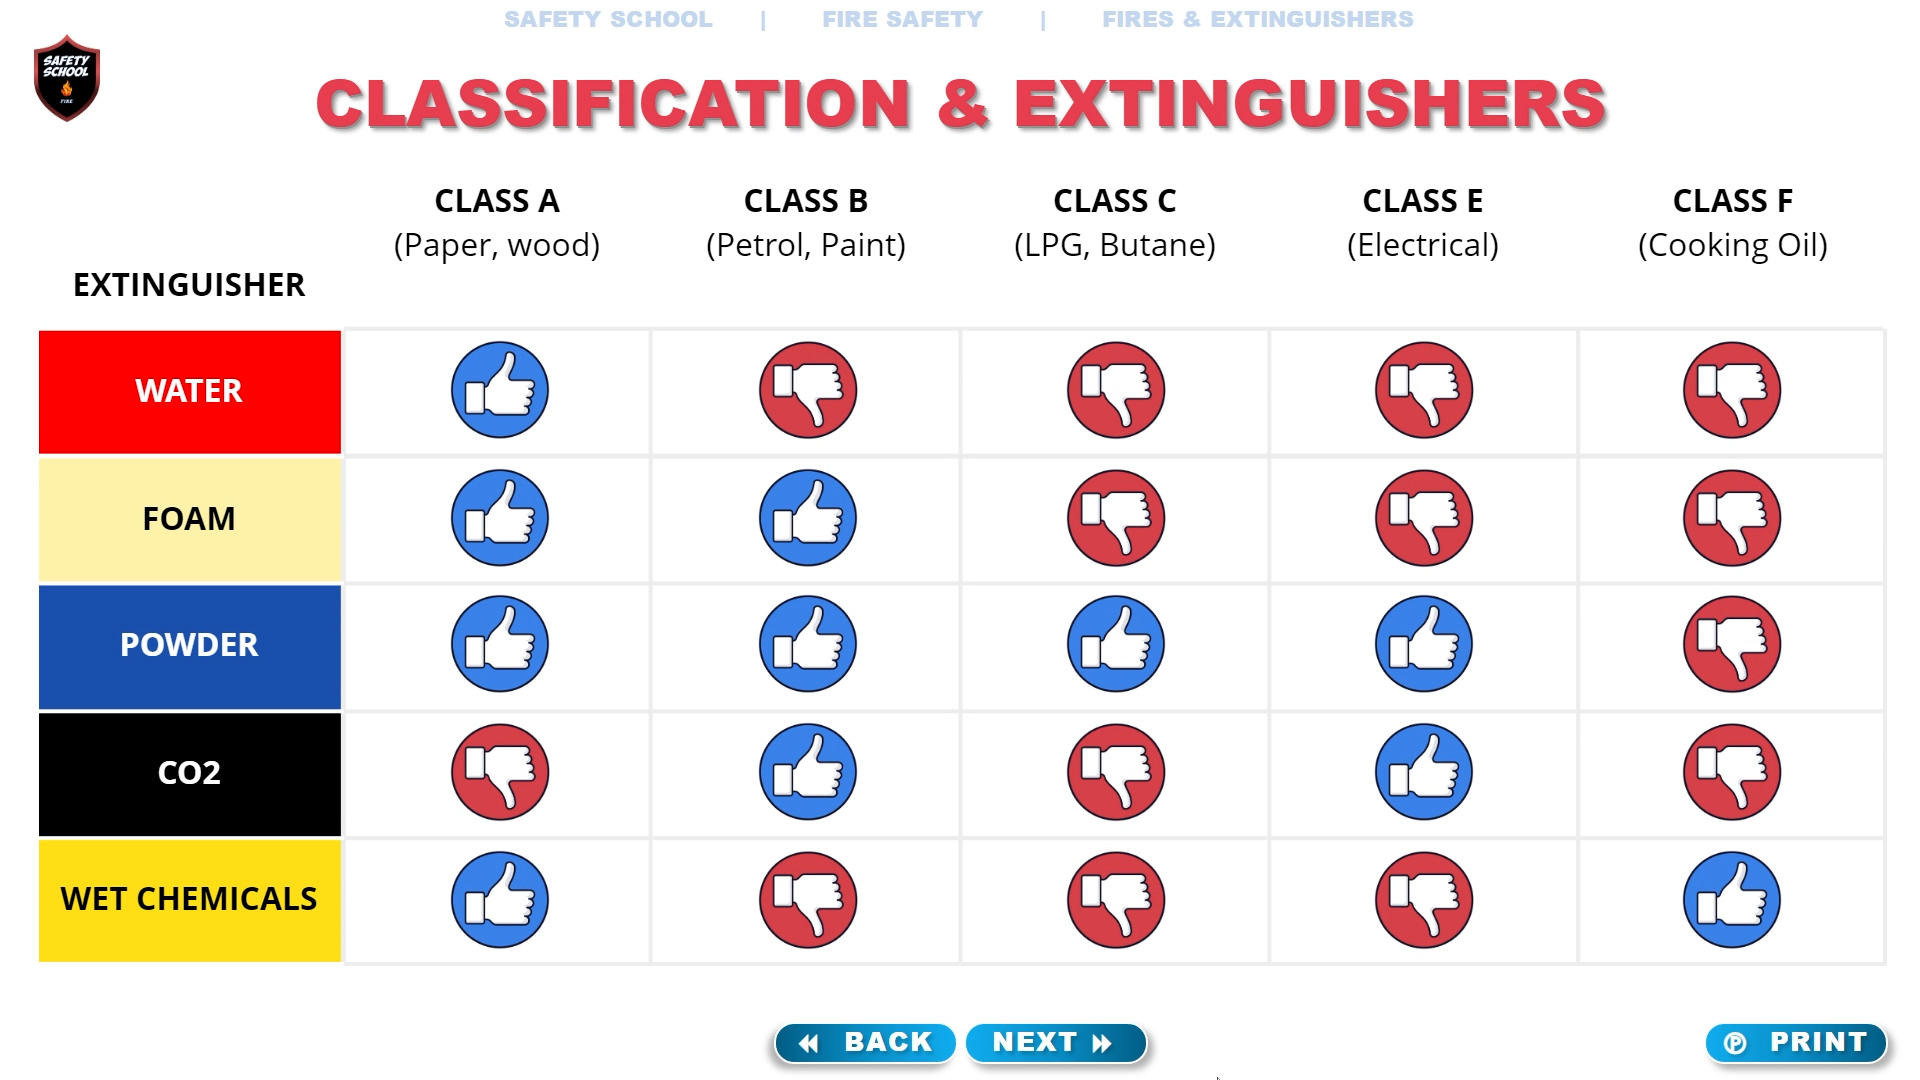 SAFETY SCHOOL | FIRE SAFETY | FIRES & EXTINGUISHERS
SAFETY
SCHOOL
FIRE
CLASSIFICATION & EXTINGUISHERS
EXTINGUISHER
CLASS A
(Paper, wood)
CLASS B
(Petrol, Paint)
CLASS C
(LPG, Butane)
CLASS E
(Electrical)
CLASS F
(Cooking Oil)
WATER
FOAM
POWDER
CO2
WET CHEMICALS
BACK
NEXT
P PRINT